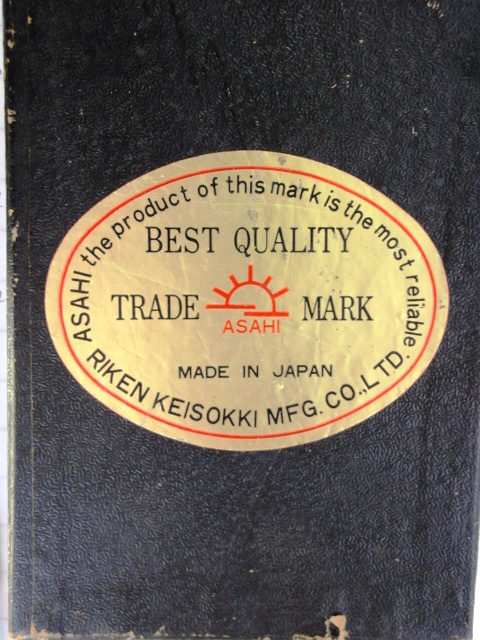 ASAHI the product of this mark is the most reliable
BEST QUALITY
TRADE MARK
ASAHI
MADE IN JAPAN
RIKEN KEISOKKI MFG. CO., LTD.